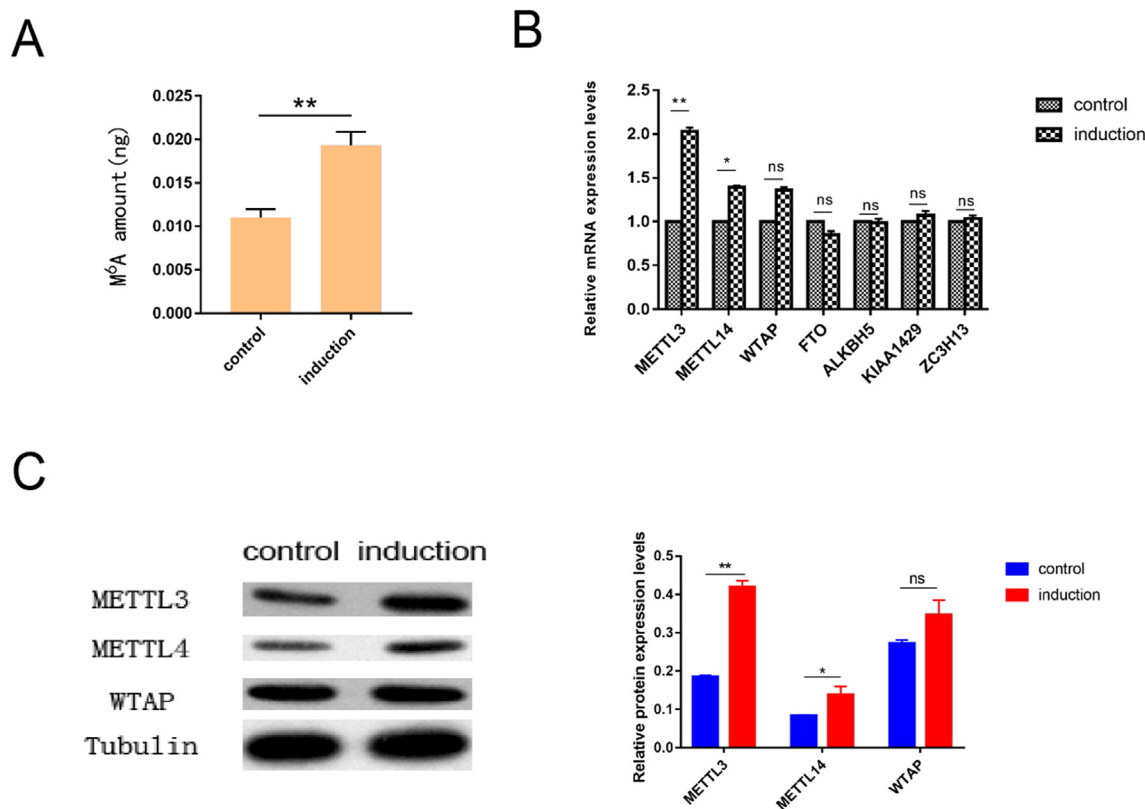 A
M6A amount(ng)
0.025
0.020
0.015
0.010
0.005
0.000
**
control
induction
B
Relative mRNA expression levels
2.5
2.0
1.5
1.0
0.5
0.0
**
*
ns
ns
ns
ns
ns
METTL3
METTL14
WTAP
FTO
ALKBH5
KIAA1429
ZC3H13
control
induction
C
control induction
METTL3
METTL4
WTAP
Tubulin
Relative protein expression levels
0.5
0.4
0.3
0.2
0.1
0.0
**
*
ns
METTL3
METTL14
WTAP
control
induction